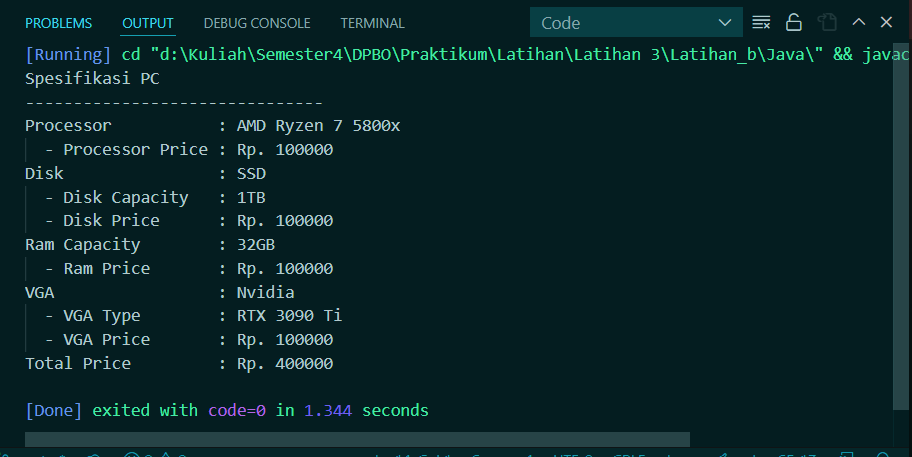 PROBLEMS OUTPUT DEBUG CONSOLE TERMINAL Code
[Running] cd "d:\Kuliah\Semester4\DPBO\Praktikum\Latihan\Latihan 3\Latihan_b\Java\" && javac
Spesifikasi PC
-------------------------------
Processor : AMD Ryzen 7 5800x
- Processor Price : Rp. 100000
Disk : SSD
- Disk Capacity : 1TB
- Disk Price : Rp. 100000
Ram Capacity : 32GB
- Ram Price : Rp. 100000
VGA : Nvidia
- VGA Type : RTX 3090 Ti
- VGA Price : Rp. 100000
Total Price : Rp. 400000
[Done] exited with code=0 in 1.344 seconds